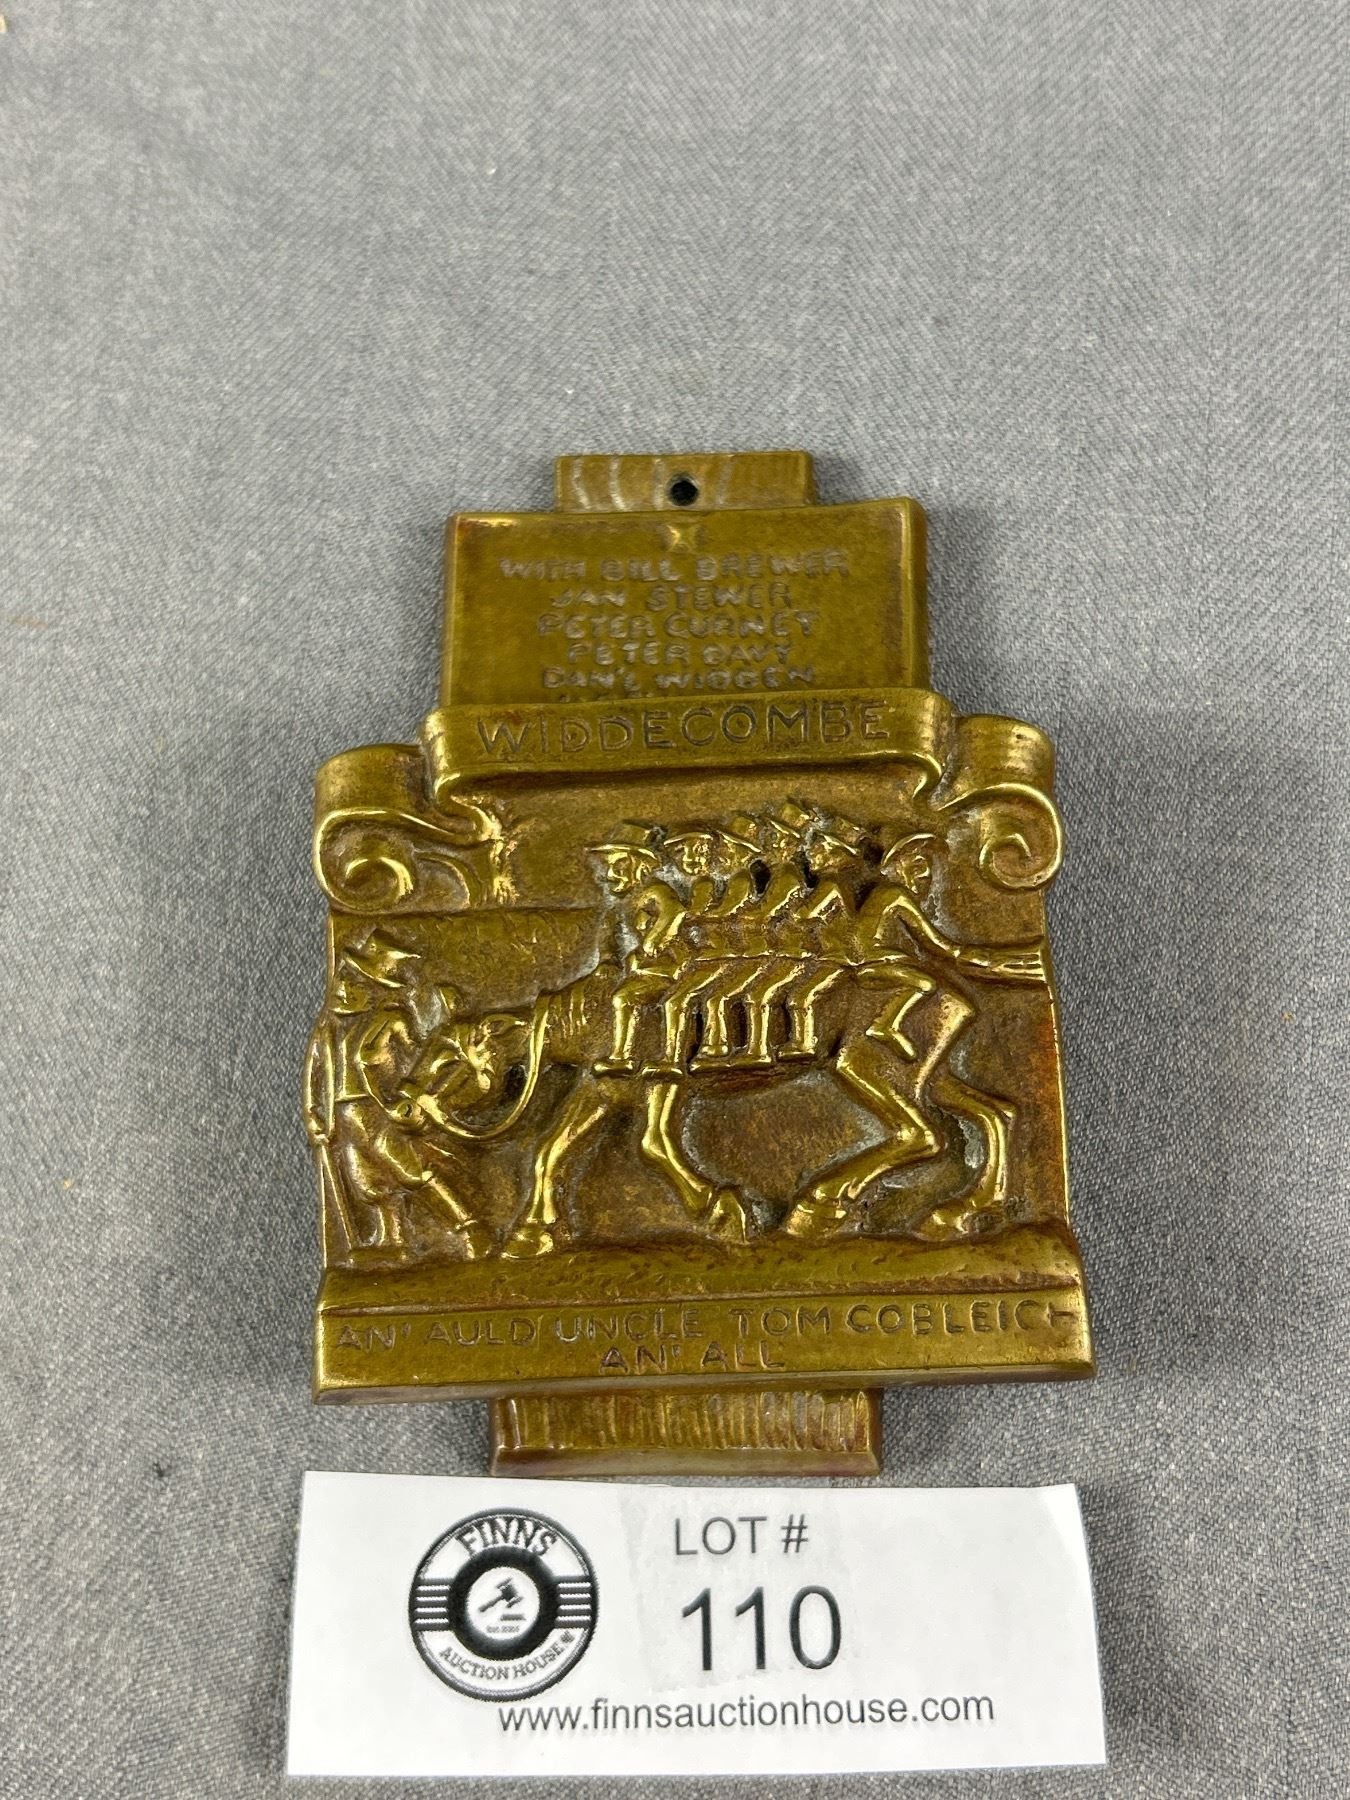 WITH BILL BREWER
JAN STEWER
PETER GURNEY
PETER DAVY
DAN'L WIDDEN
WIDDECOMBE
AN' AULD UNCLE TOM COBLEIGH
AN' ALL
FINNS
AUCTION HOUSE
LOT #
110
www.finnsauctionhouse.com